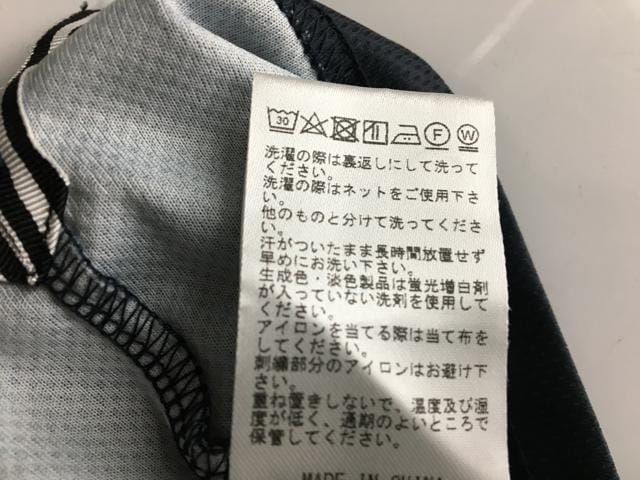 30 F W
洗濯の際は裏返しにして洗って
ください。
洗濯の際はネットをご使用下さ
い。
他のものと分けて洗ってくださ
い。
汗がついたまま長時間放置せず
早めにお洗い下さい。
生成色・淡色製品は蛍光増白剤
が入っていない洗剤を使用して
ください。
アイロンを当てる際は当て布を
してください。
刺繍部分のアイロンはお避け下
さい。
重ね置きしないで、温度及び湿
度が低く、通期のよいところで
保管してください。
MADE IN CHINA